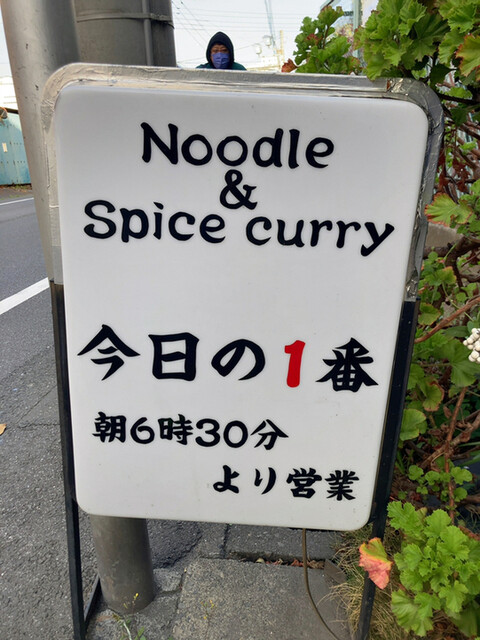 Noodle
&
Spice curry
今日の1番
朝6時30分
より営業